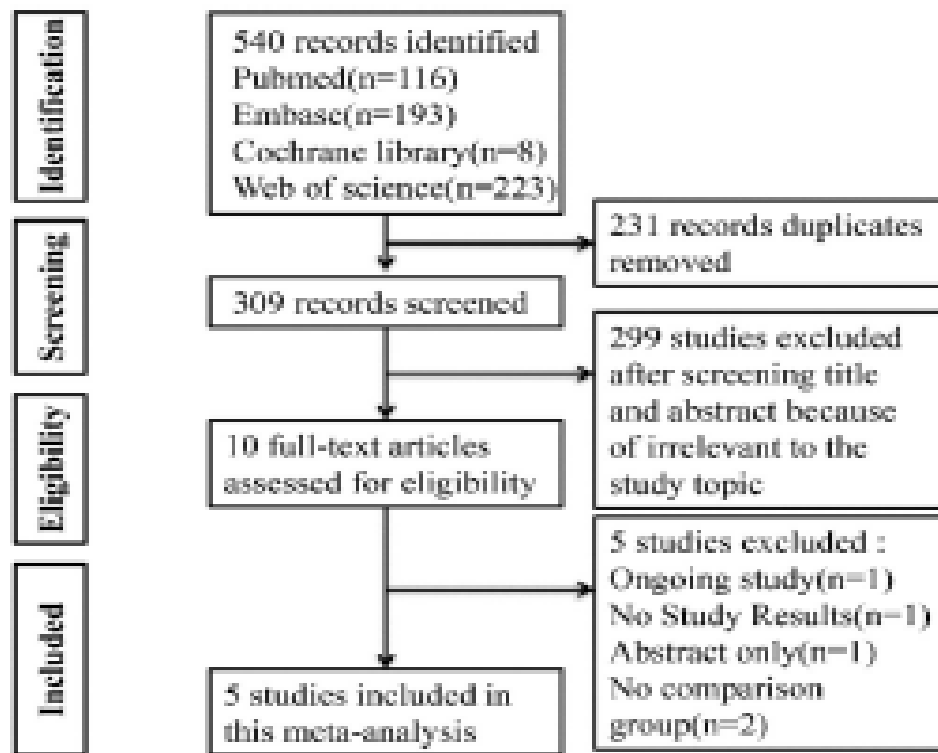 Identification
540 records identified
Pubmed(n=116)
Embase(n=193)
Cochrane library(n=8)
Web of science(n=223)
Screening
231 records duplicates
removed
309 records screened
299 studies excluded
after screening title
and abstract because
of irrelevant to the
study topic
Eligibility
10 full-text articles
assessed for eligibility
5 studies excluded :
Ongoing study(n=1)
No Study Results(n=1)
Abstract only(n=1)
No comparison
group(n=2)
Included
5 studies included in
this meta-analysis